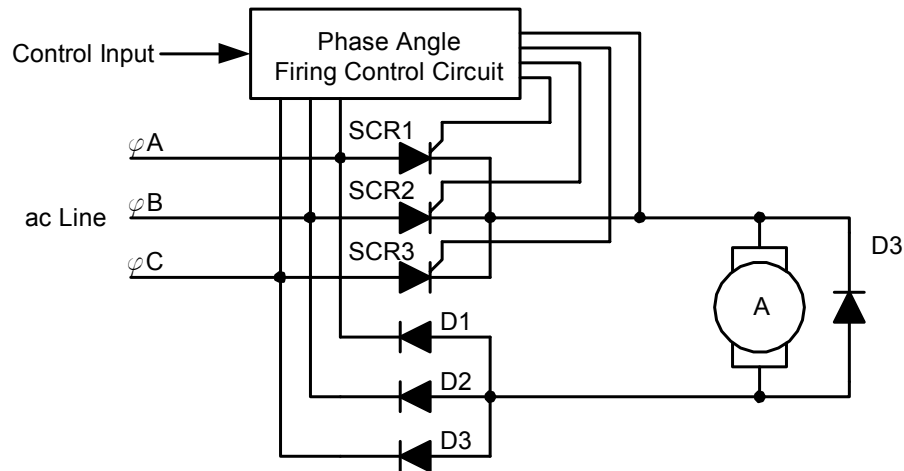 Phase Angle
Control Input
Firing Control Circuit
SCR1
φA
SCR2
φB
ac Line
SCR3
φC
D3
A
D1
D2
D3